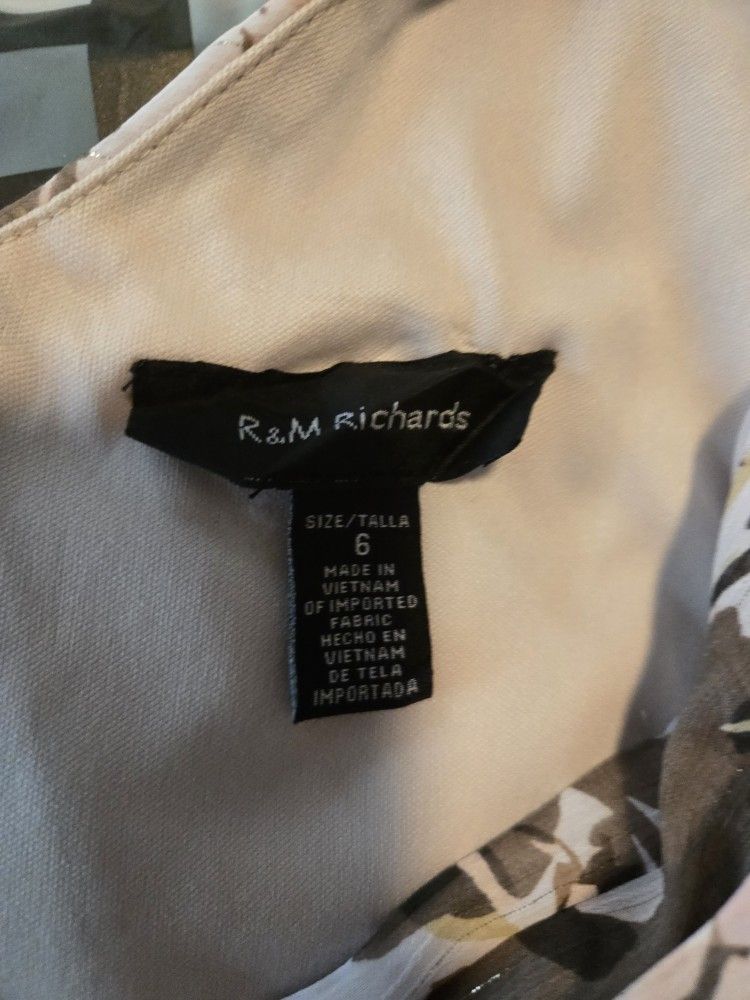 R&M Richards
SIZE/TALLA
6
MADE IN
VIETNAM
OF IMPORTED
FABRIC
HECHO EN
VIETNAM
DE TELA
IMPORTADA